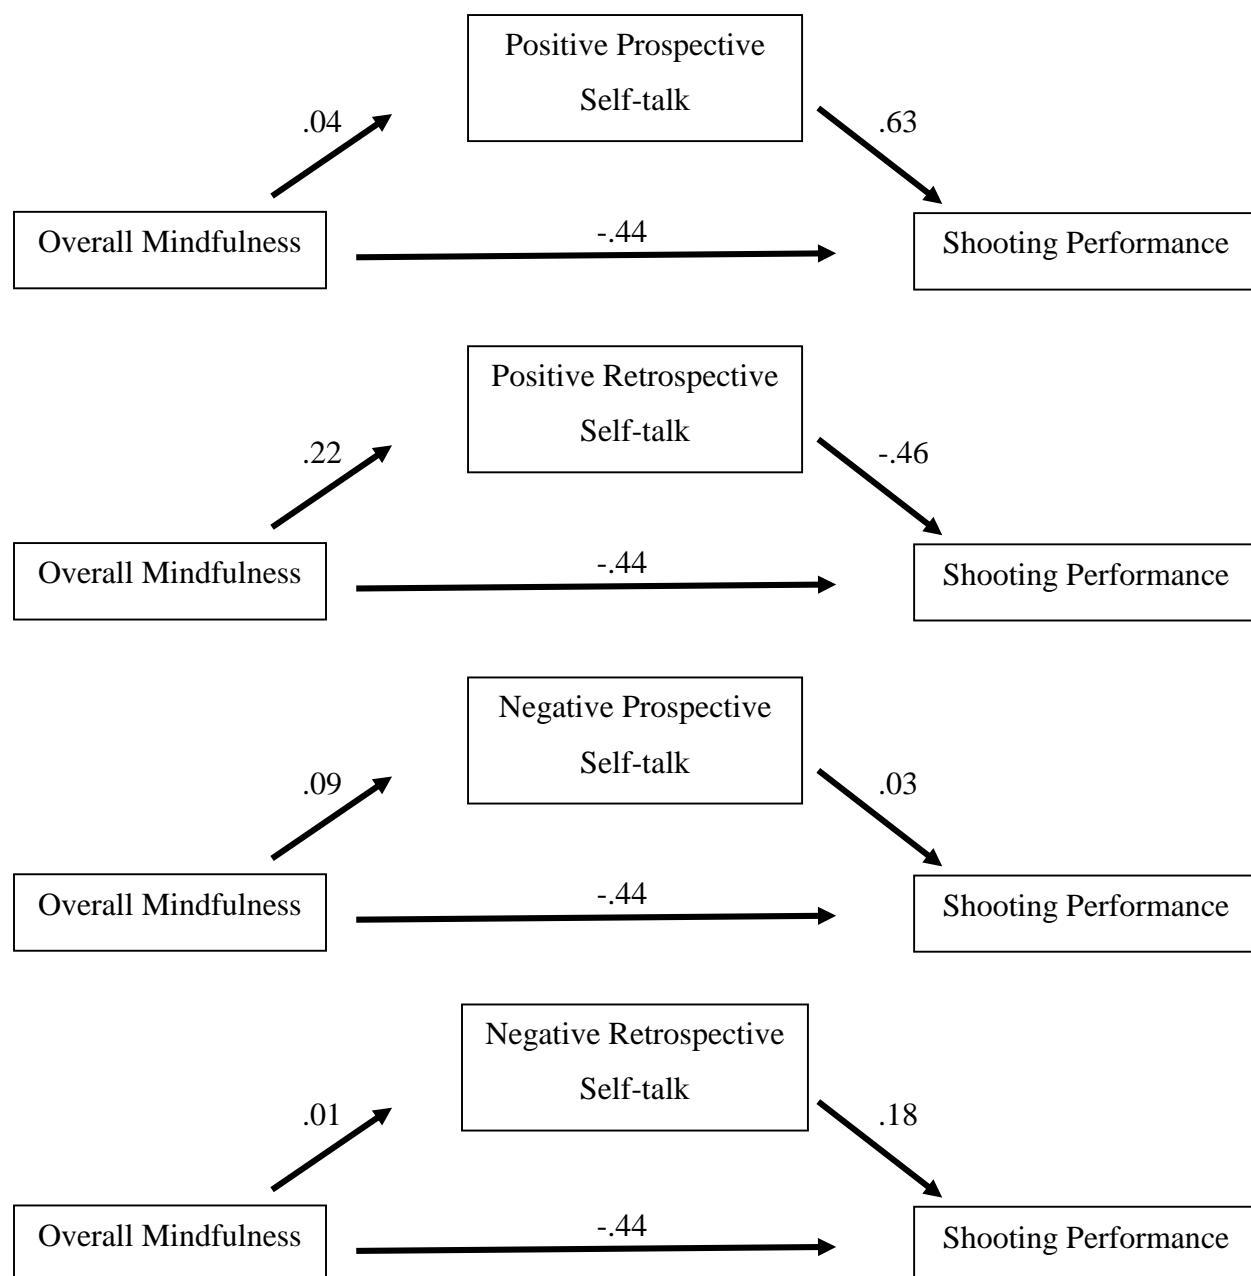 Positive Prospective
Self-talk
.04
.63
Overall Mindfulness
-.44
Shooting Performance
Positive Retrospective
Self-talk
.22
-.46
Overall Mindfulness
-.44
Shooting Performance
Negative Prospective
Self-talk
.09
.03
Overall Mindfulness
-.44
Shooting Performance
Negative Retrospective
Self-talk
.01
.18
Overall Mindfulness
-.44
Shooting Performance